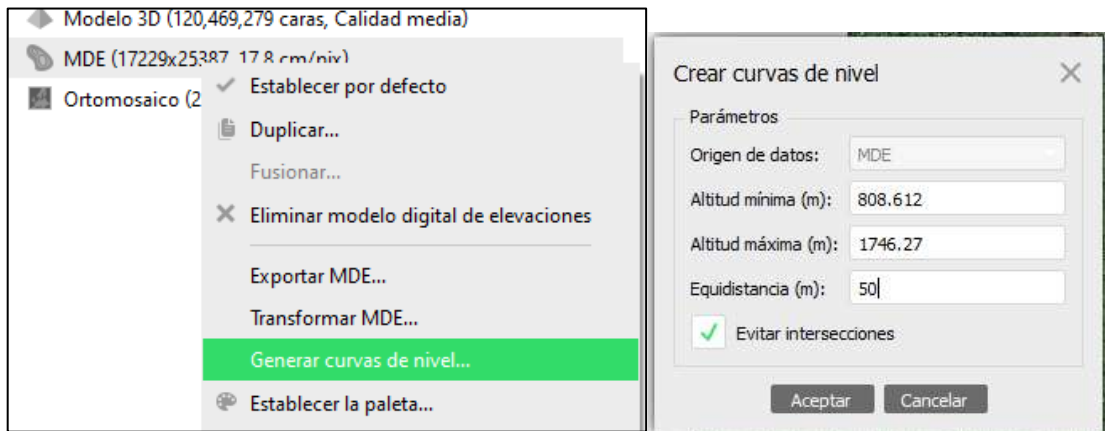 Modelo 3D (120,469,279 caras, Calidad media)
MDE (17229x25387, 17.8 cm/pix)
Ortomosaico (2
Establecer por defecto
Duplicar...
Fusionar...
Eliminar modelo digital de elevaciones
Exportar MDE...
Transformar MDE...
Generar curvas de nivel...
Establecer la paleta...
Crear curvas de nivel
Parámetros
Origen de datos: MDE
Altitud mínima (m): 808.612
Altitud máxima (m): 1746.27
Equidistancia (m): 50
Evitar intersecciones
Aceptar Cancelar